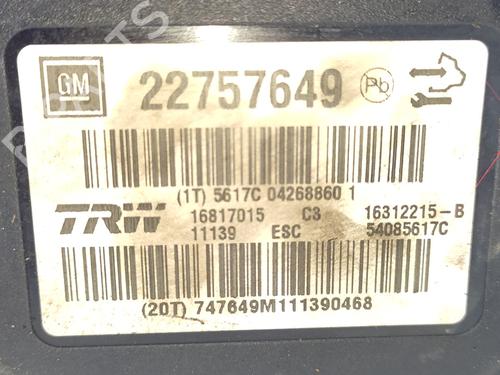 GM 22757649 Pb
(1T) 5617C 04268860 1
TRW 16817015 C3 16312215-B
11139 ESC 54085617C
(20T) 747649M111390468